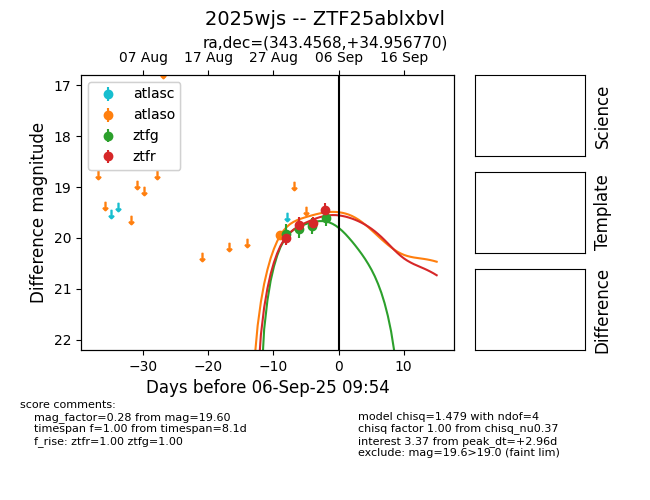 2025wjs -- ZTF25ablxbvl
ra,dec=(343.4568,+34.956770)
07 Aug 17 Aug 27 Aug 06 Sep 16 Sep
atlasc
atlaso
ztfg
ztfr
17
18
19
20
21
22
Difference magnitude
−30 −20 −10 0 10
Days before 06-Sep-25 09:54
Science
Template
Difference
score comments:
mag_factor=0.28 from mag=19.60
timespan f=1.00 from timespan=8.1d
f_rise: ztfr=1.00 ztfg=1.00
model chisq=1.479 with ndof=4
chisq factor 1.00 from chisq_nu0.37
interest 3.37 from peak_dt=+2.96d
exclude: mag=19.6>19.0 (faint lim)